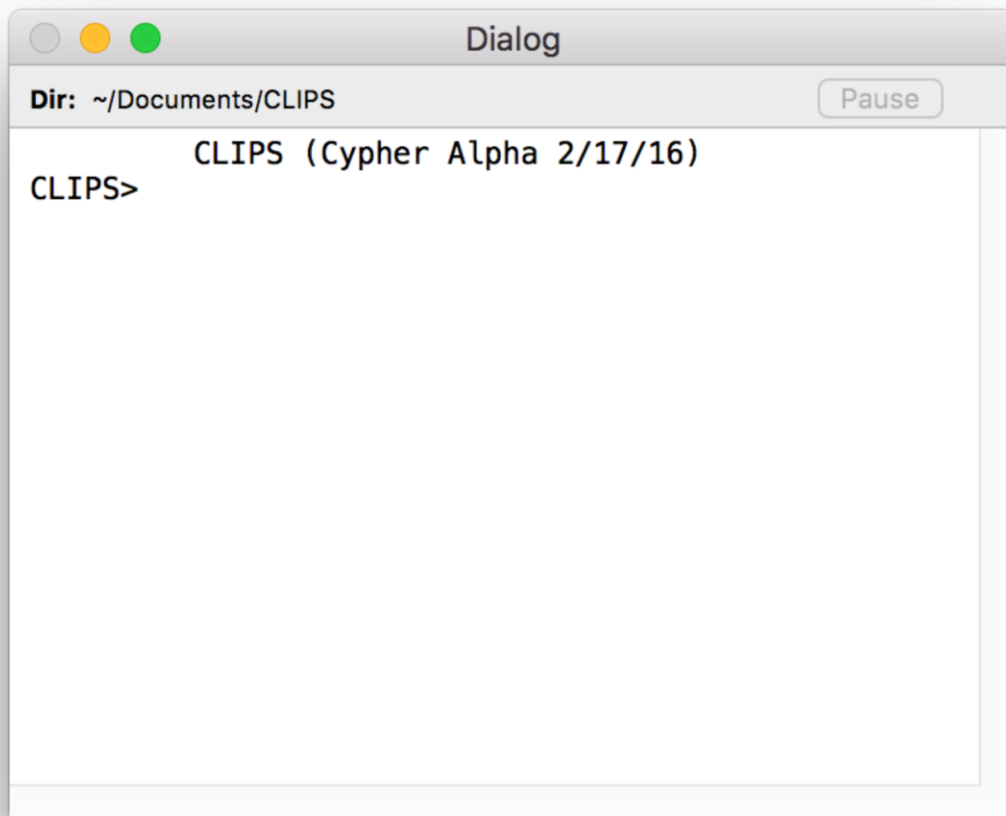 Dialog
Dir: ~/Documents/CLIPS Pause
CLIPS (Cypher Alpha 2/17/16)
CLIPS>